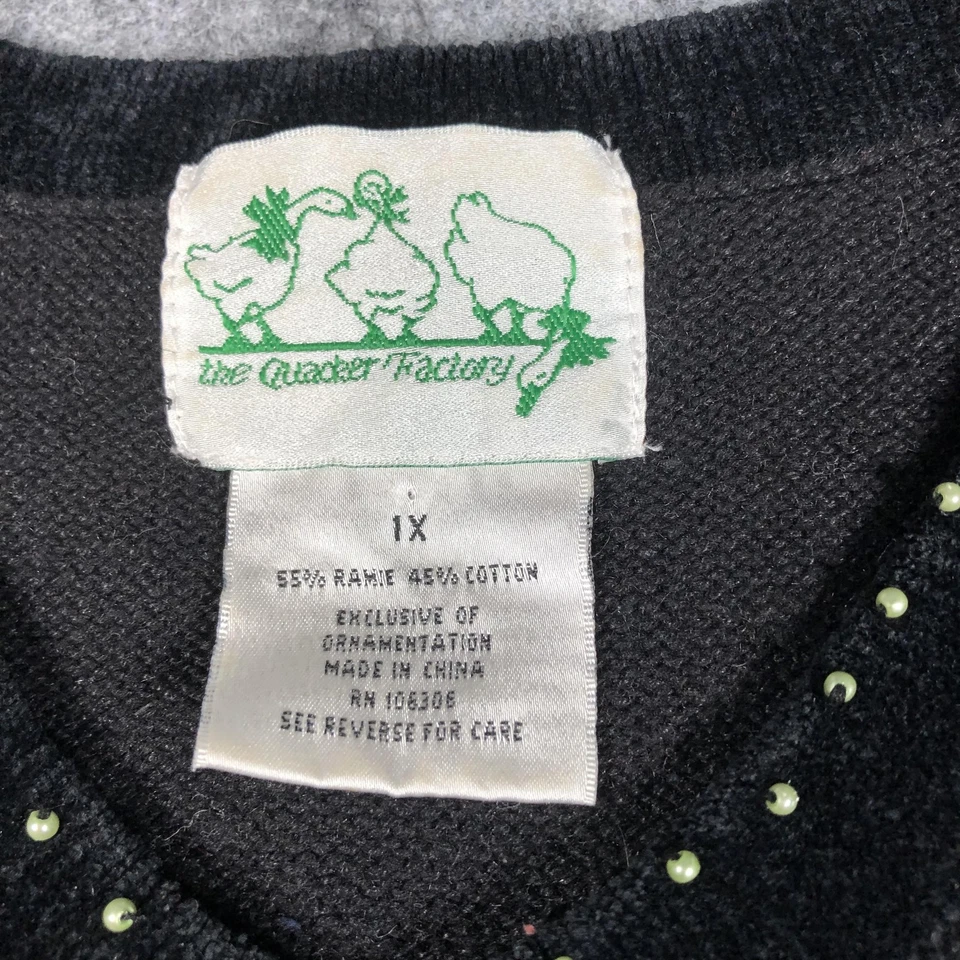 the Quacker Factory
1X
55% RAMIE 45% COTTON
EXCLUSIVE OF
ORNAMENTATION
MADE IN CHINA
RN 106306
SEE REVERSE FOR CARE